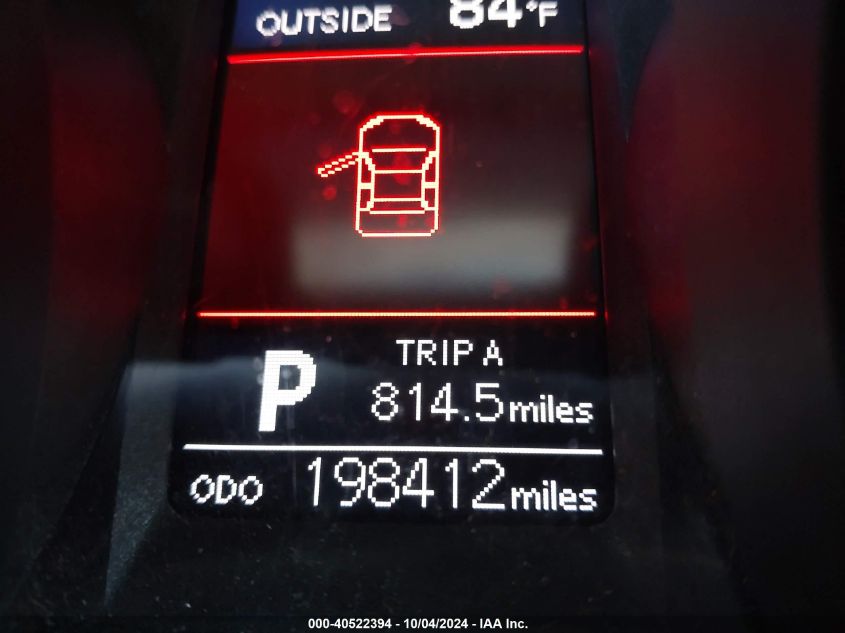 OUTSIDE 84°F
TRIP A
P 814.5 miles
ODO 198412 miles
000-40522394 - 10/04/2024 - IAA Inc.